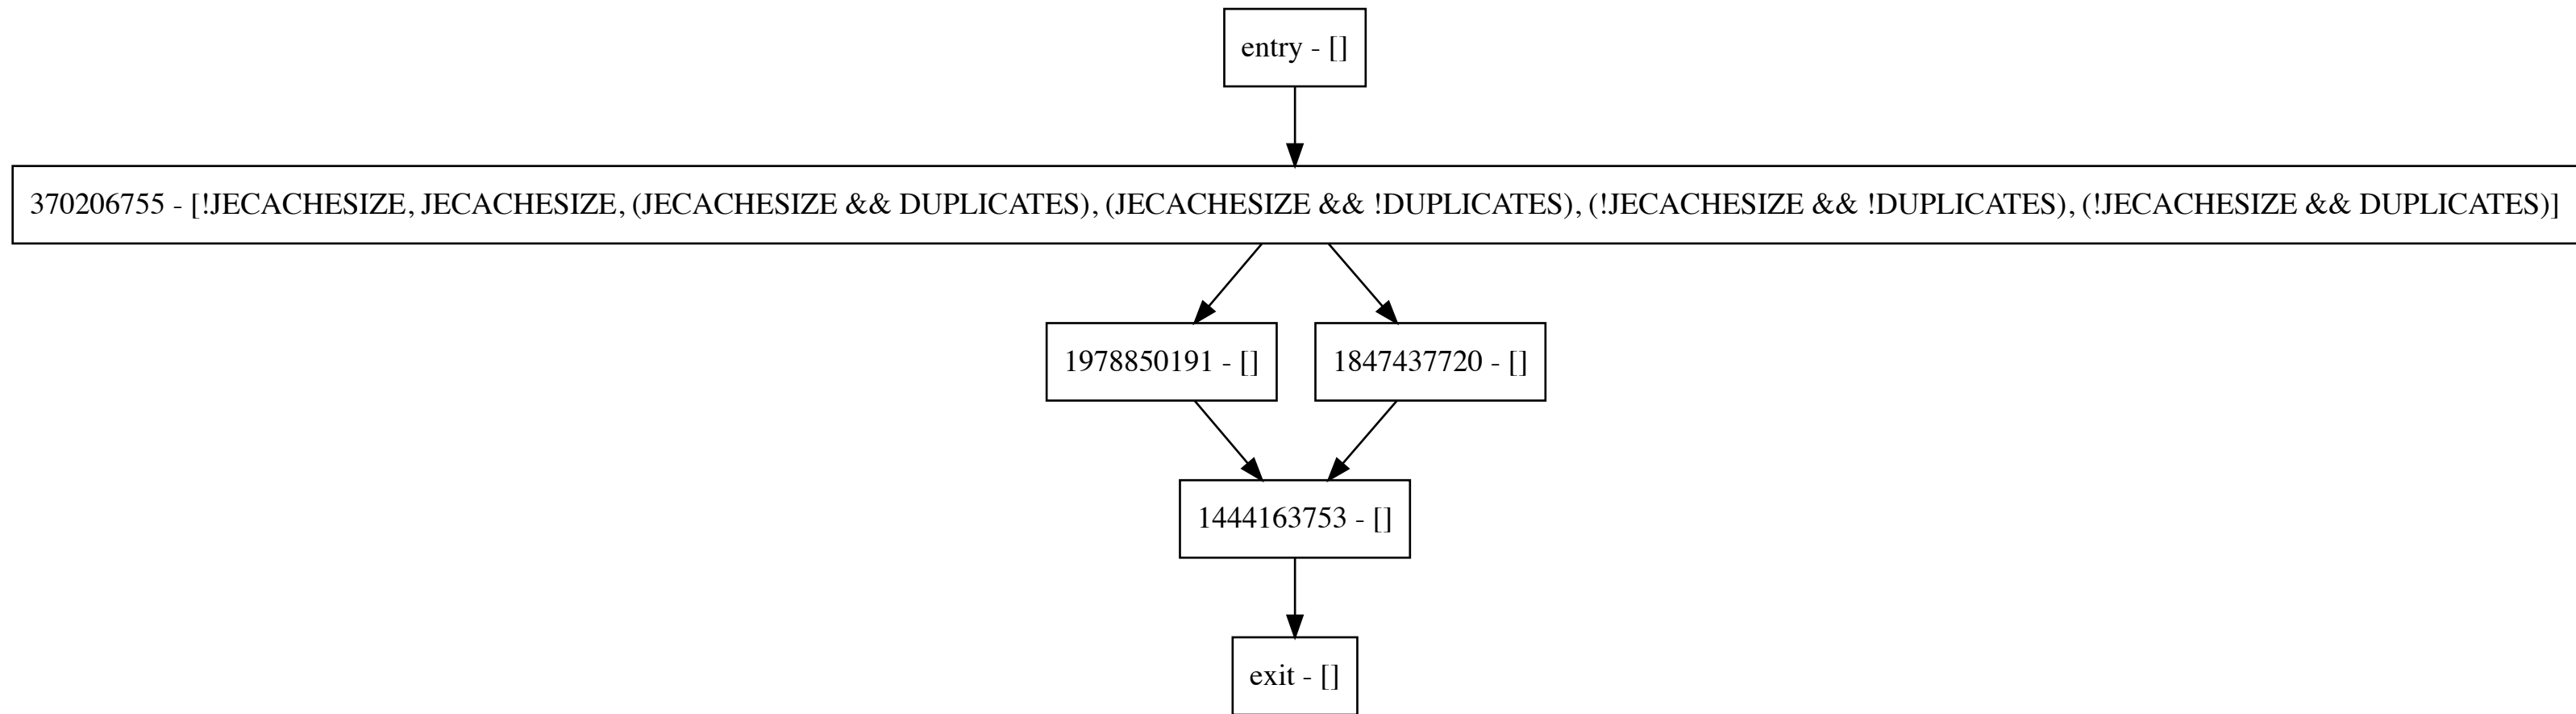 entry - []
370206755 - [!JECACHESIZE, JECACHESIZE, (JECACHESIZE && DUPLICATES), (JECACHESIZE && !DUPLICATES), (!JECACHESIZE && !DUPLICATES), (!JECACHESIZE && DUPLICATES)]
1978850191 - []
1847437720 - []
1444163753 - []
exit - []